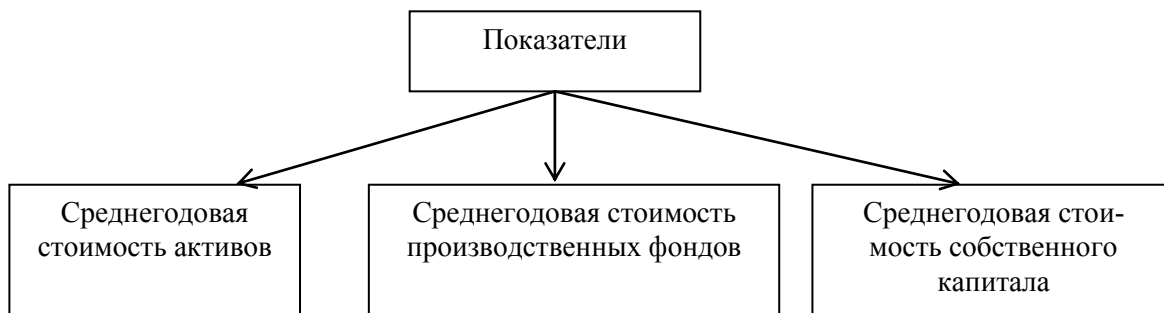 Показатели
Среднегодовая
стоимость активов
Среднегодовая стоимость
производственных фондов
Среднегодовая стои-
мость собственного
капитала